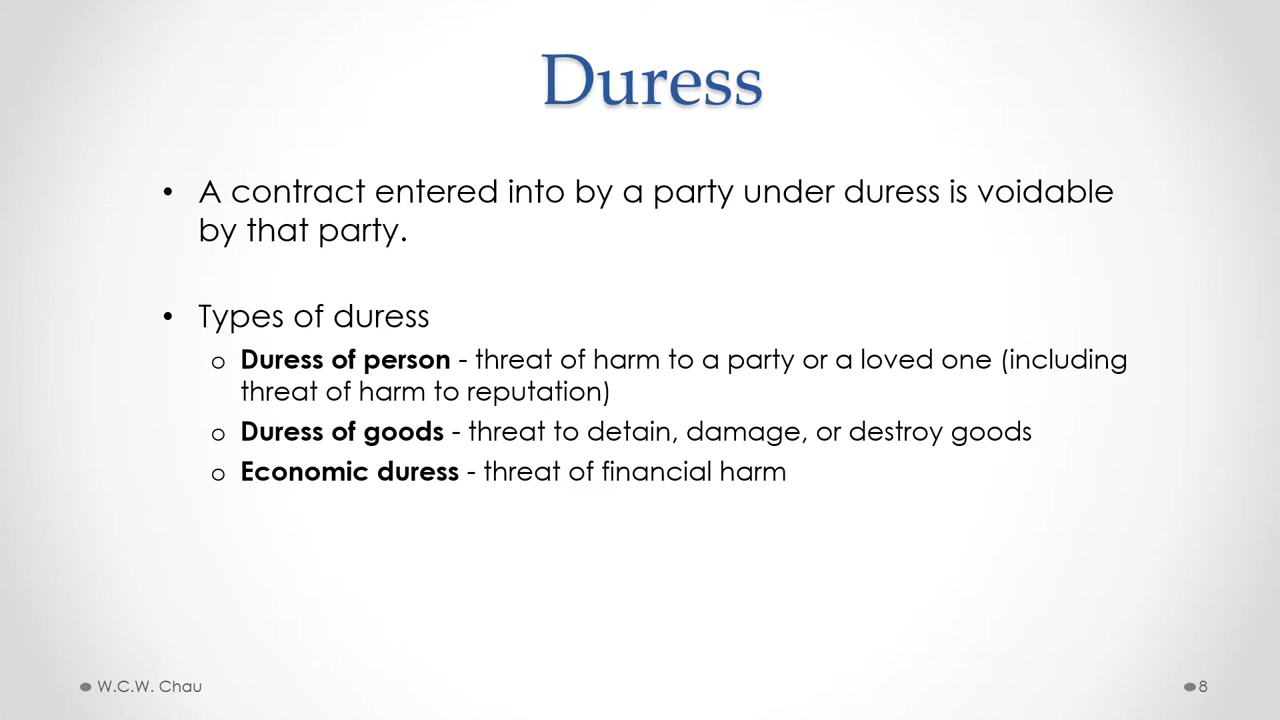 Duress
• A contract entered into by a party under duress is voidable
by that party.
• Types of duress
o Duress of person - threat of harm to a party or a loved one (including
threat of harm to reputation)
o Duress of goods - threat to detain, damage, or destroy goods
o Economic duress - threat of financial harm
W.C.W. Chau
8